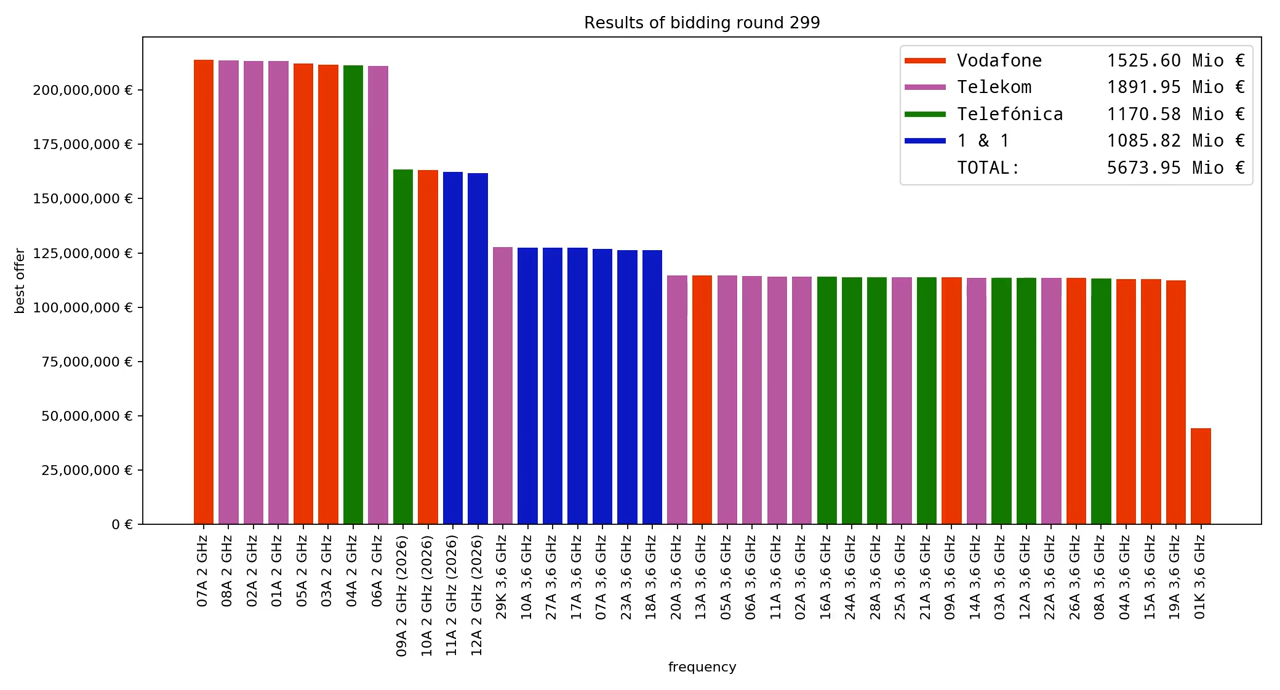 Results of bidding round 299
Vodafone 1525.60 Mio €
Telekom 1891.95 Mio €
Telefónica 1170.58 Mio €
1 & 1 1085.82 Mio €
TOTAL: 5673.95 Mio €
best offer
200,000,000 €
175,000,000 €
150,000,000 €
125,000,000 €
100,000,000 €
75,000,000 €
50,000,000 €
25,000,000 €
0 €
07A 2 GHz
08A 2 GHz
02A 2 GHz
01A 2 GHz
05A 2 GHz
03A 2 GHz
04A 2 GHz
06A 2 GHz
09A 2 GHz (2026)
10A 2 GHz (2026)
11A 2 GHz (2026)
12A 2 GHz (2026)
29K 3,6 GHz
10A 3,6 GHz
27A 3,6 GHz
17A 3,6 GHz
07A 3,6 GHz
23A 3,6 GHz
18A 3,6 GHz
20A 3,6 GHz
13A 3,6 GHz
05A 3,6 GHz
06A 3,6 GHz
11A 3,6 GHz
02A 3,6 GHz
16A 3,6 GHz
24A 3,6 GHz
28A 3,6 GHz
25A 3,6 GHz
21A 3,6 GHz
09A 3,6 GHz
14A 3,6 GHz
03A 3,6 GHz
12A 3,6 GHz
22A 3,6 GHz
26A 3,6 GHz
08A 3,6 GHz
04A 3,6 GHz
15A 3,6 GHz
19A 3,6 GHz
01K 3,6 GHz
frequency